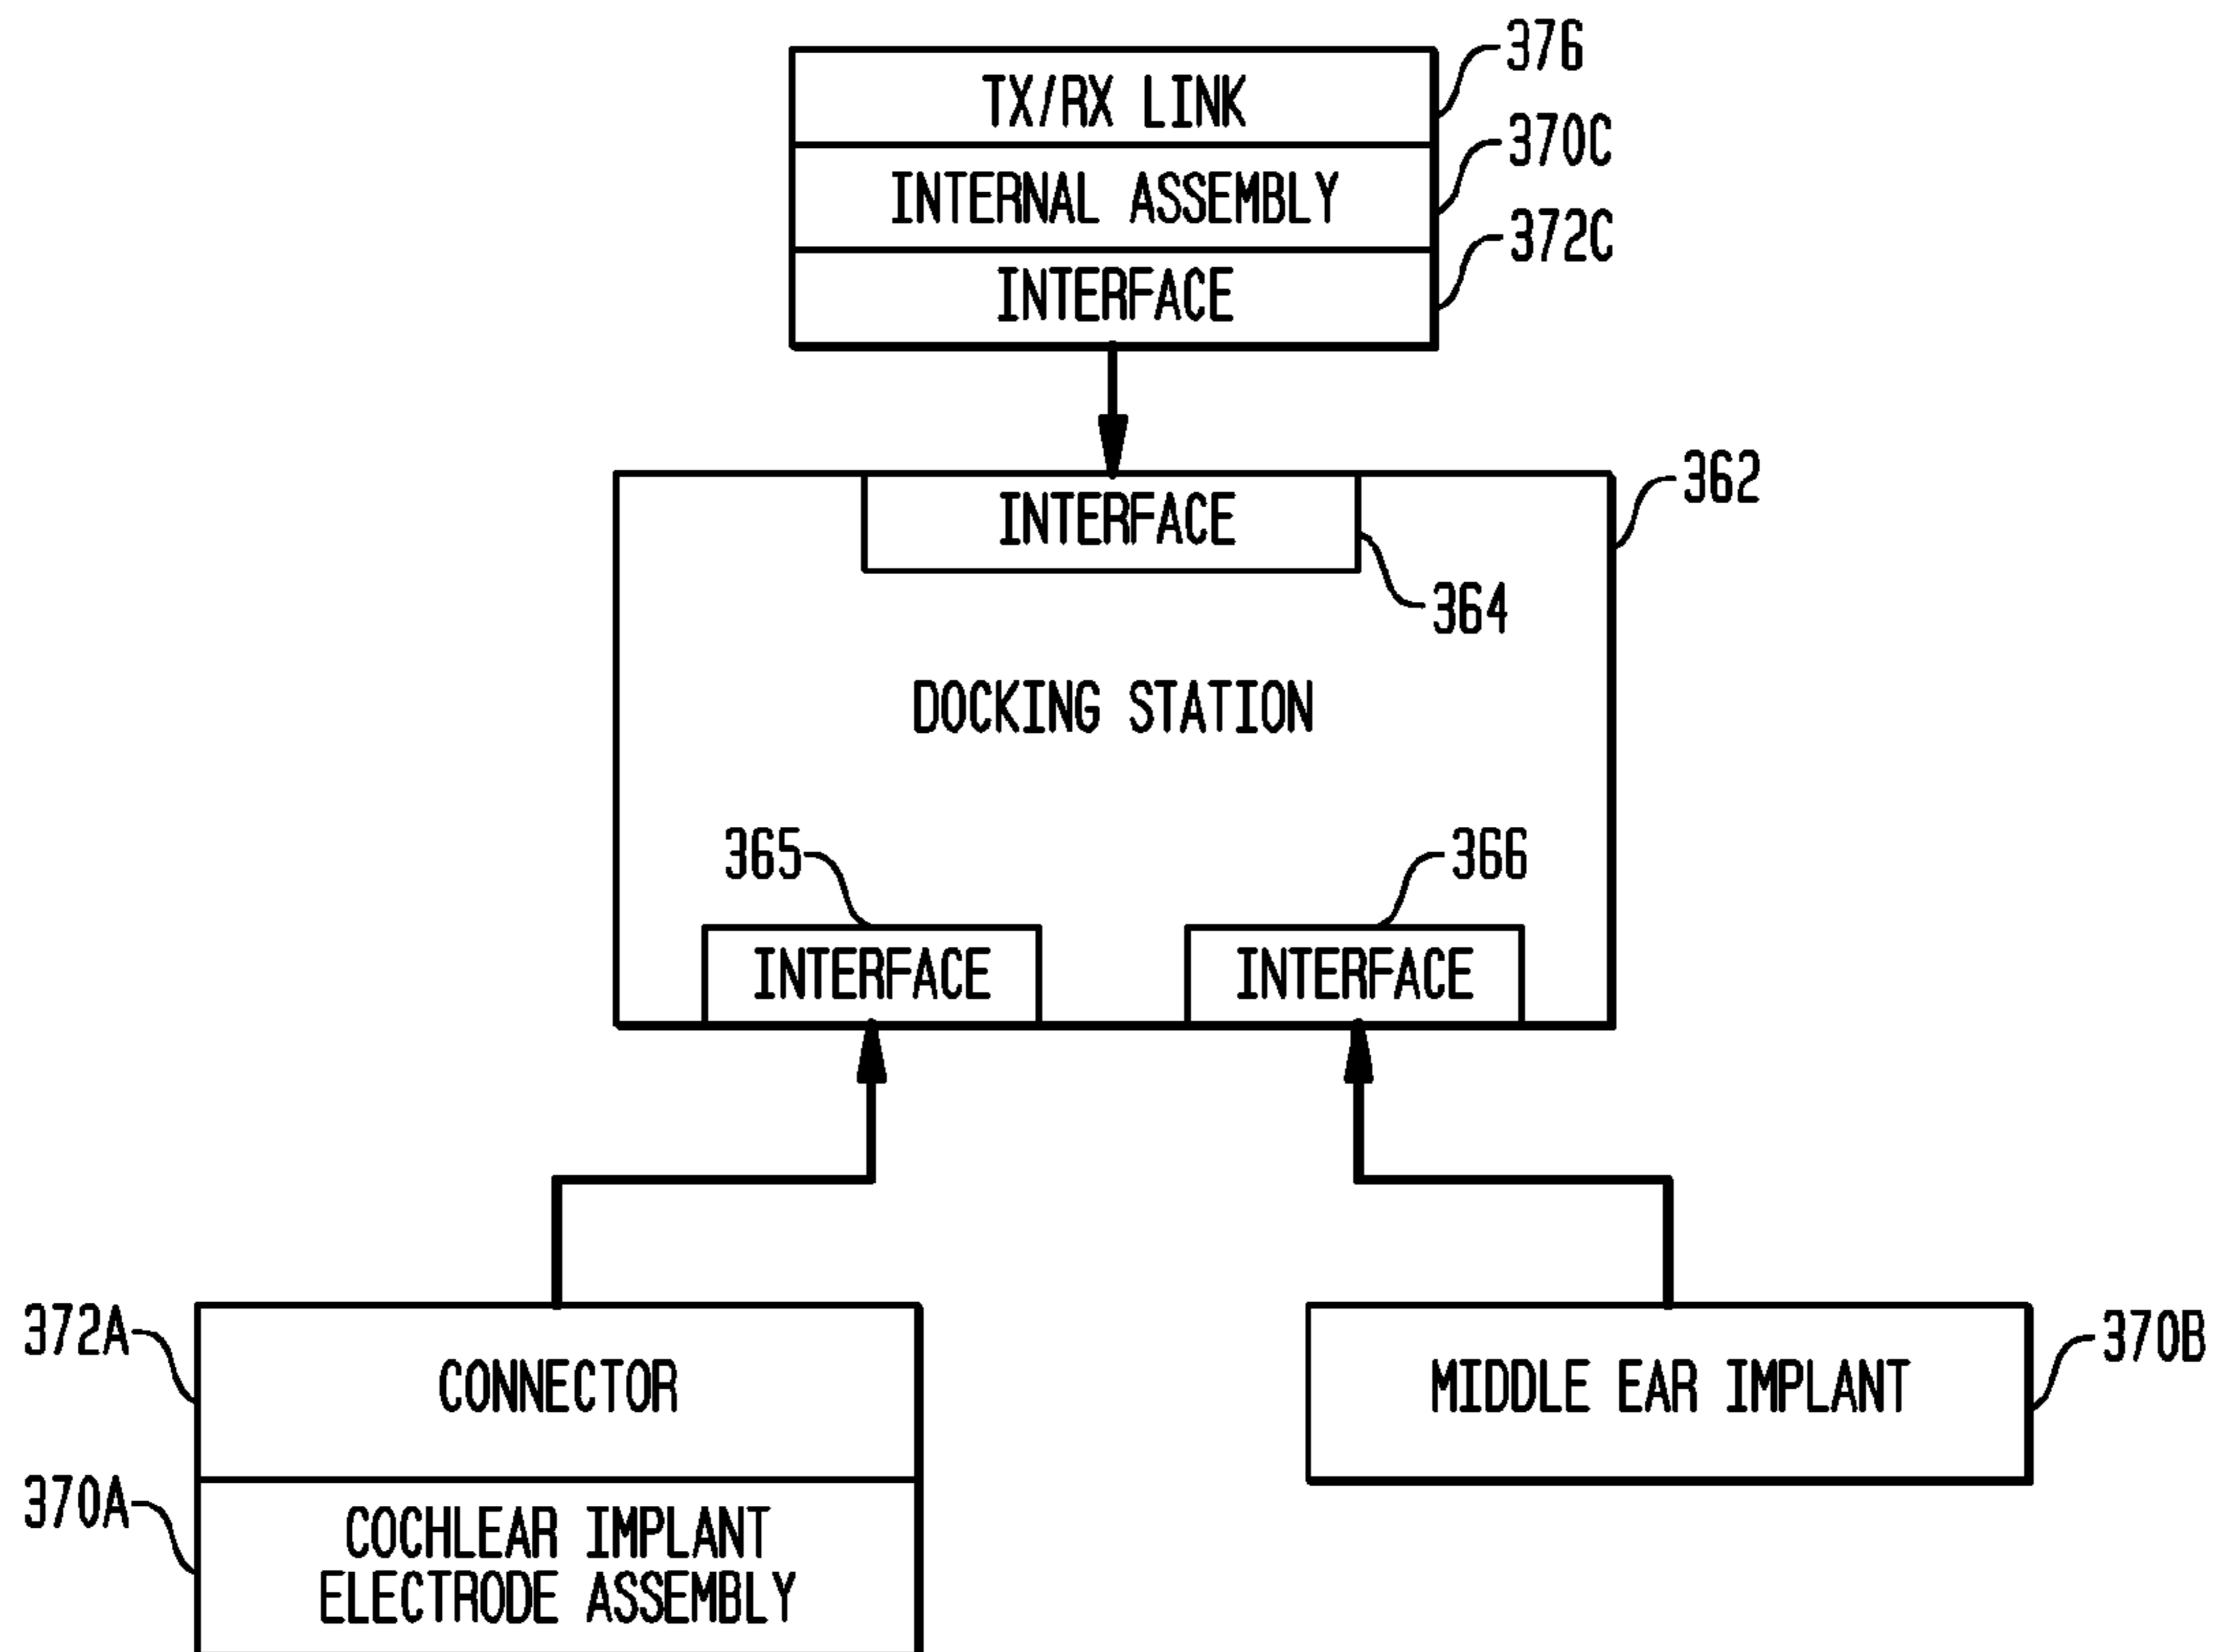 TX/RX LINK
376
INTERNAL ASSEMBLY
370C
INTERFACE
372C
INTERFACE
362
364
DOCKING STATION
365
366
INTERFACE
INTERFACE
372A
CONNECTOR
370A
COCHLEAR IMPLANT
ELECTRODE ASSEMBLY
MIDDLE EAR IMPLANT
370B